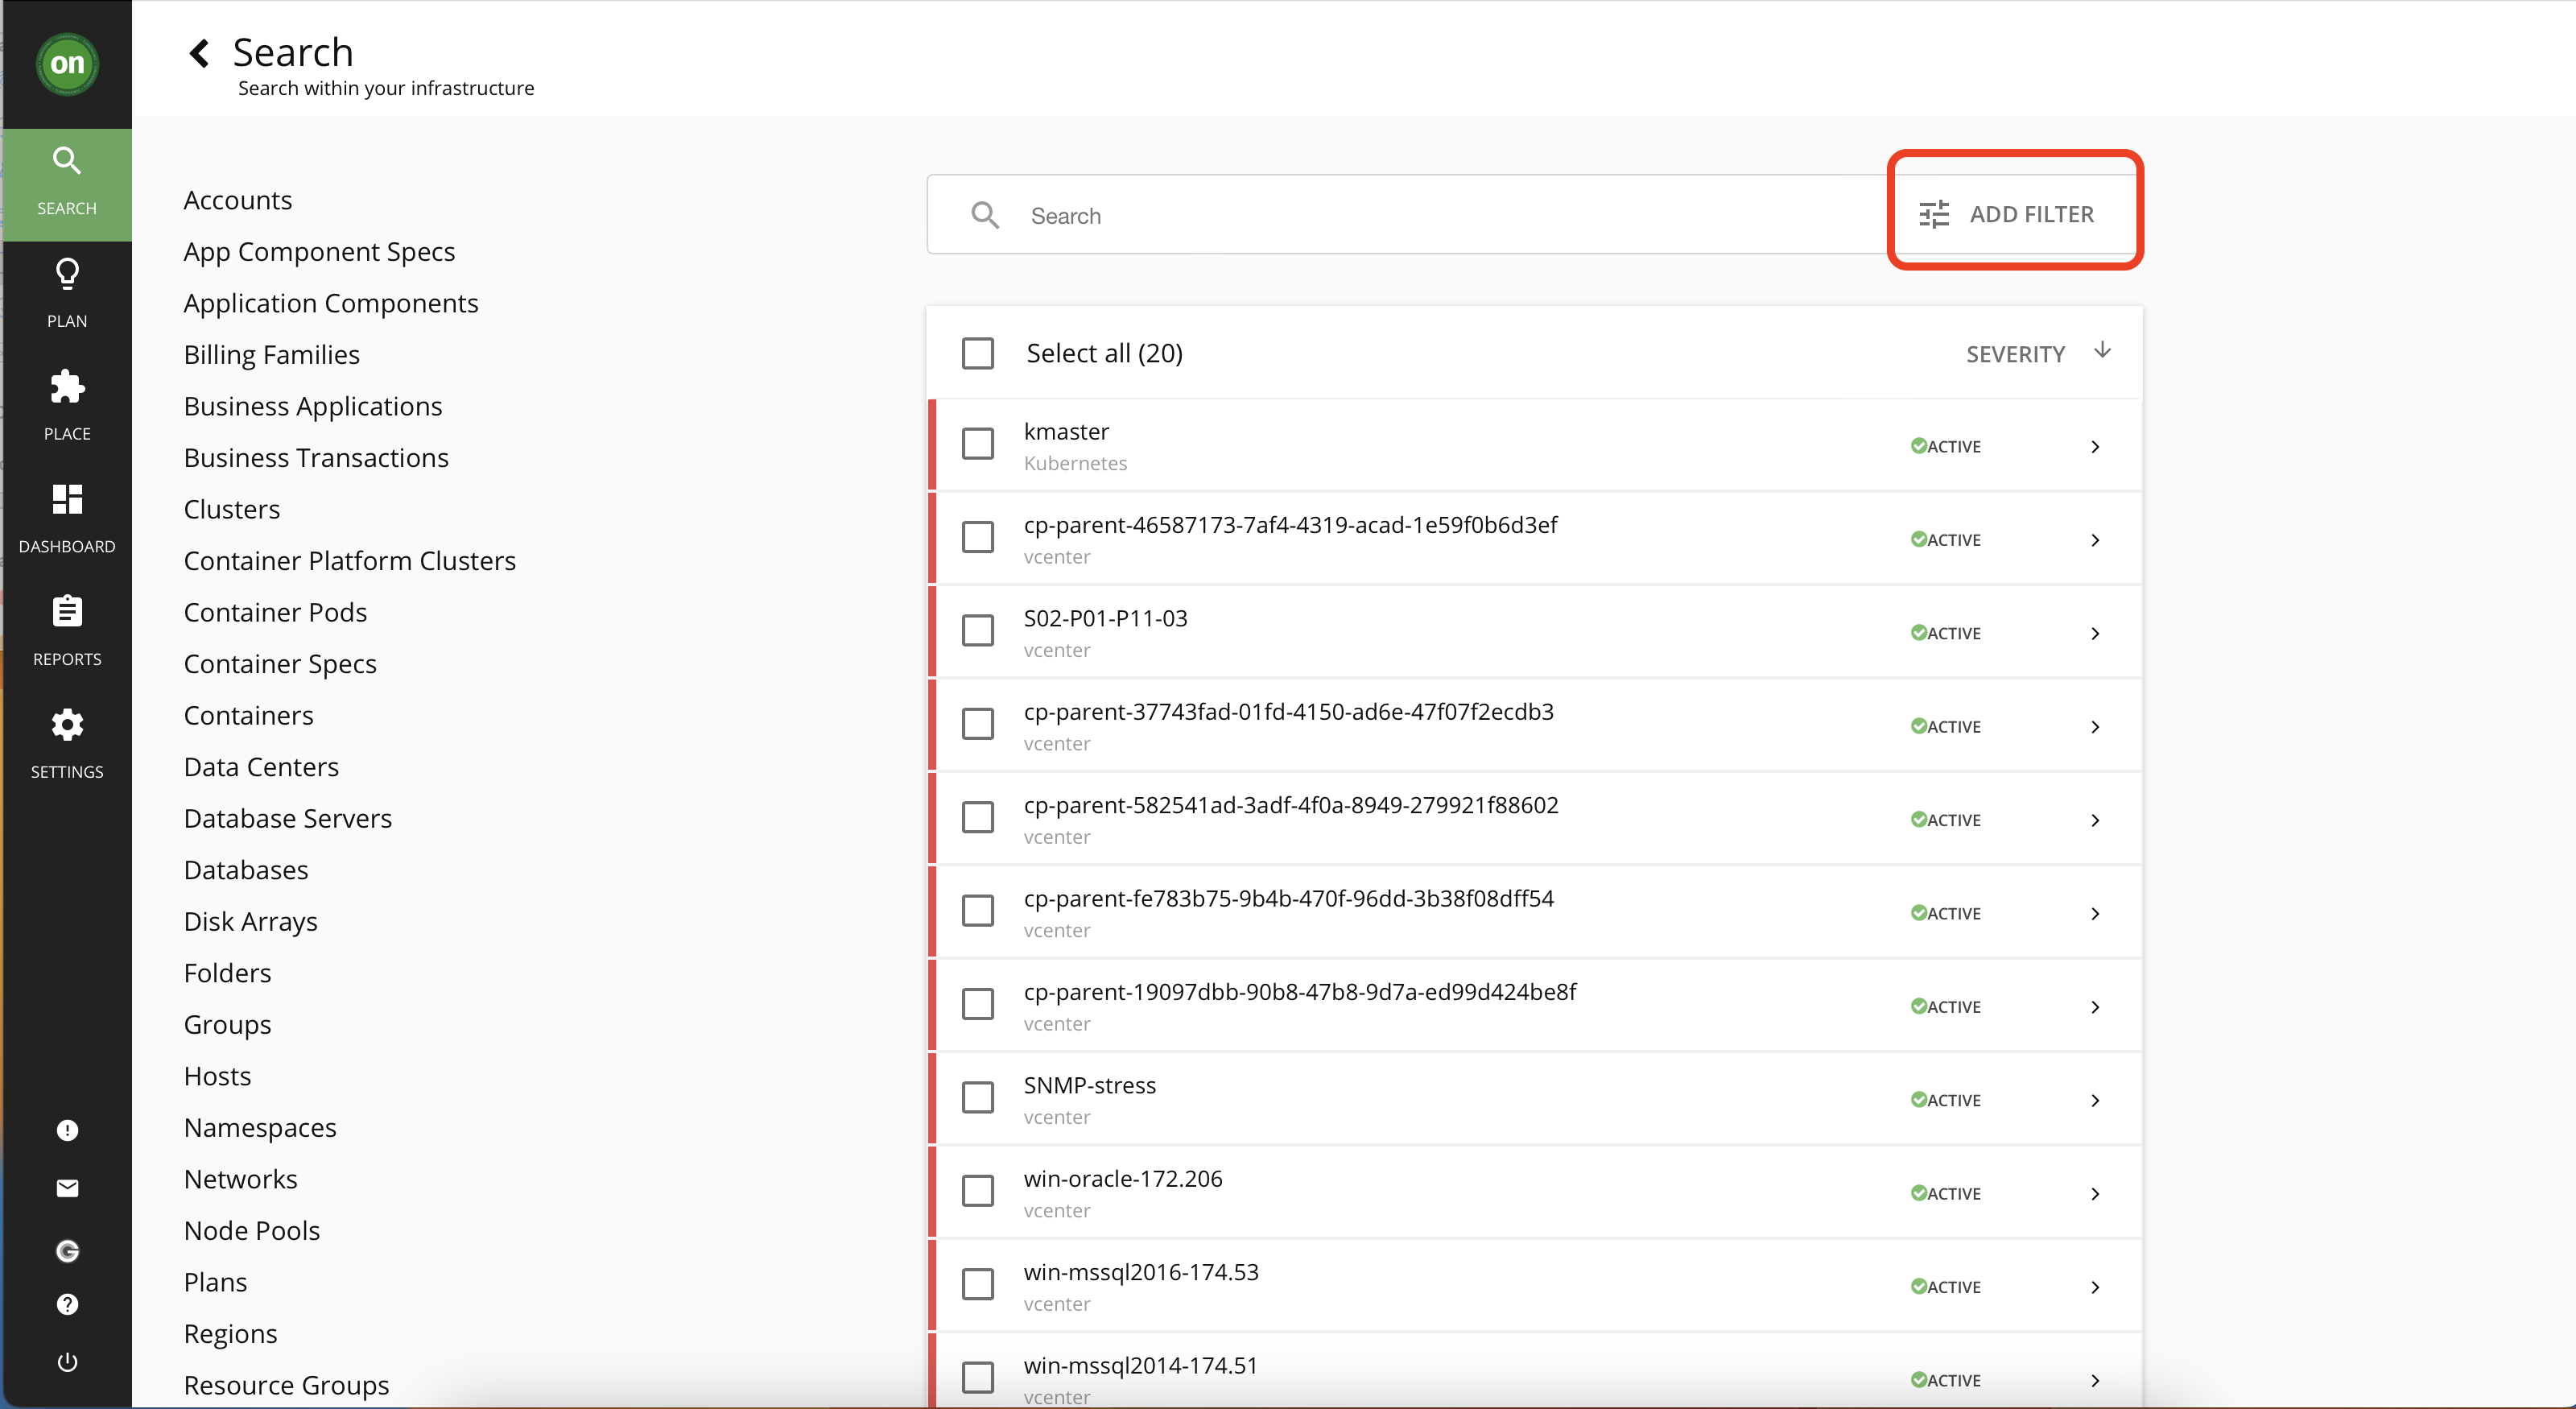 on
Search
Search within your infrastructure
SEARCH
PLAN
PLACE
DASHBOARD
REPORTS
SETTINGS
Accounts
App Component Specs
Application Components
Billing Families
Business Applications
Business Transactions
Clusters
Container Platform Clusters
Container Pods
Container Specs
Containers
Data Centers
Database Servers
Databases
Disk Arrays
Folders
Groups
Hosts
Namespaces
Networks
Node Pools
Plans
Regions
Resource Groups
Search
ADD FILTER
Select all (20) SEVERITY
kmaster
Kubernetes
ACTIVE
cp-parent-46587173-7af4-4319-acad-1e59f0b6d3ef
vcenter
ACTIVE
S02-P01-P11-03
vcenter
ACTIVE
cp-parent-37743fad-01fd-4150-ad6e-47f07f2ecdb3
vcenter
ACTIVE
cp-parent-582541ad-3adf-4f0a-8949-279921f88602
vcenter
ACTIVE
cp-parent-fe783b75-9b4b-470f-96dd-3b38f08dff54
vcenter
ACTIVE
cp-parent-19097dbb-90b8-47b8-9d7a-ed99d424be8f
vcenter
ACTIVE
SNMP-stress
vcenter
ACTIVE
win-oracle-172.206
vcenter
ACTIVE
win-mssql2016-174.53
vcenter
ACTIVE
win-mssql2014-174.51
vcenter
ACTIVE